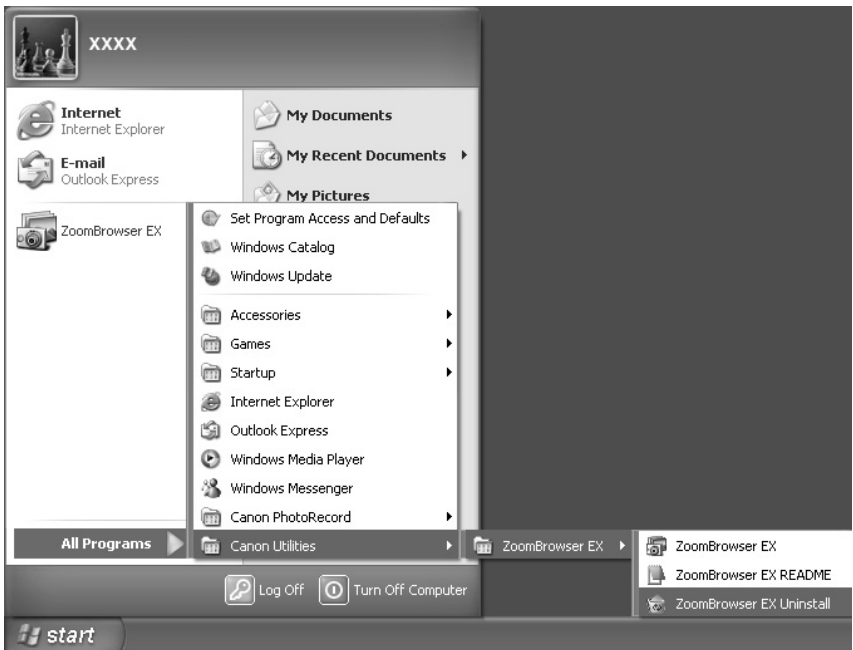 xxxx
Internet
Internet Explorer
E-mail
Outlook Express
ZoomBrowser EX
My Documents
My Recent Documents
My Pictures
Set Program Access and Defaults
Windows Catalog
Windows Update
Accessories
Games
Startup
Internet Explorer
Outlook Express
Windows Media Player
Windows Messenger
Canon PhotoRecord
Canon Utilities
All Programs
ZoomBrowser EX
ZoomBrowser EX
ZoomBrowser EX README
ZoomBrowser EX Uninstall
Log Off
Turn Off Computer
start